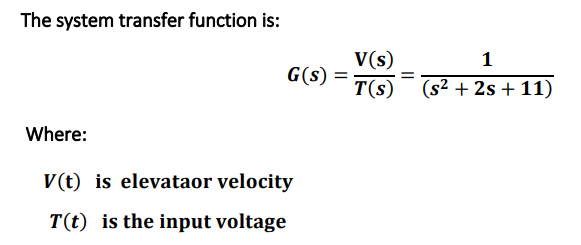 The system transfer function is:
G(s) = V(s)/T(s) = 1/(s² + 2s + 11)
Where:
V(t) is elevataor velocity
T(t) is the input voltage